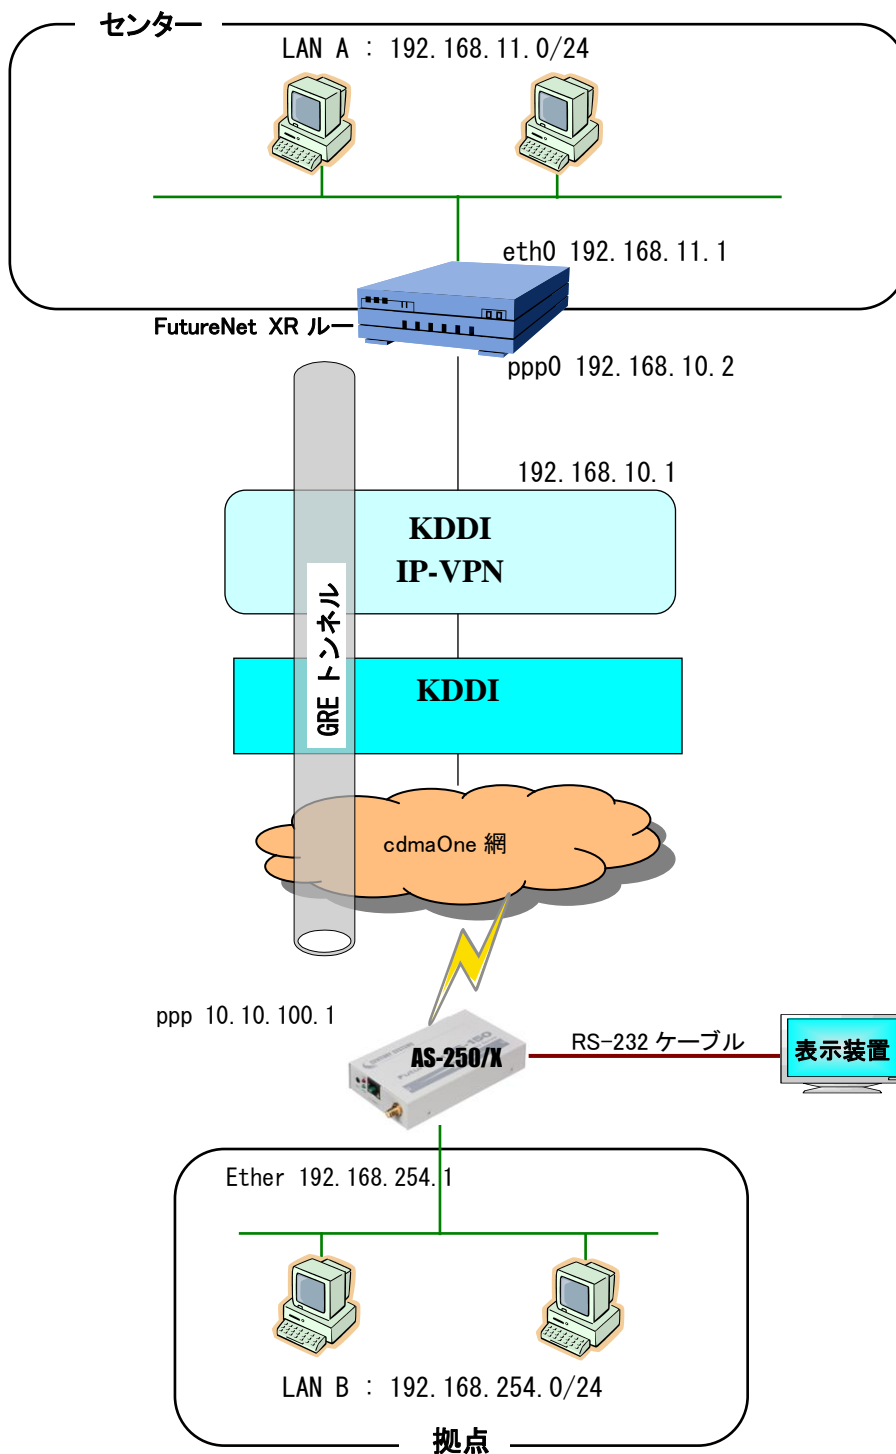 センター
LAN A : 192.168.11.0/24
eth0 192.168.11.1
FutureNet XR ルー
ppp0 192.168.10.2
192.168.10.1
KDDI
IP-VPN
GRE トンネル
KDDI
cdmaOne 網
ppp 10.10.100.1
AS-250/X
RS-232 ケーブル
表示装置
Ether 192.168.254.1
LAN B : 192.168.254.0/24
拠点